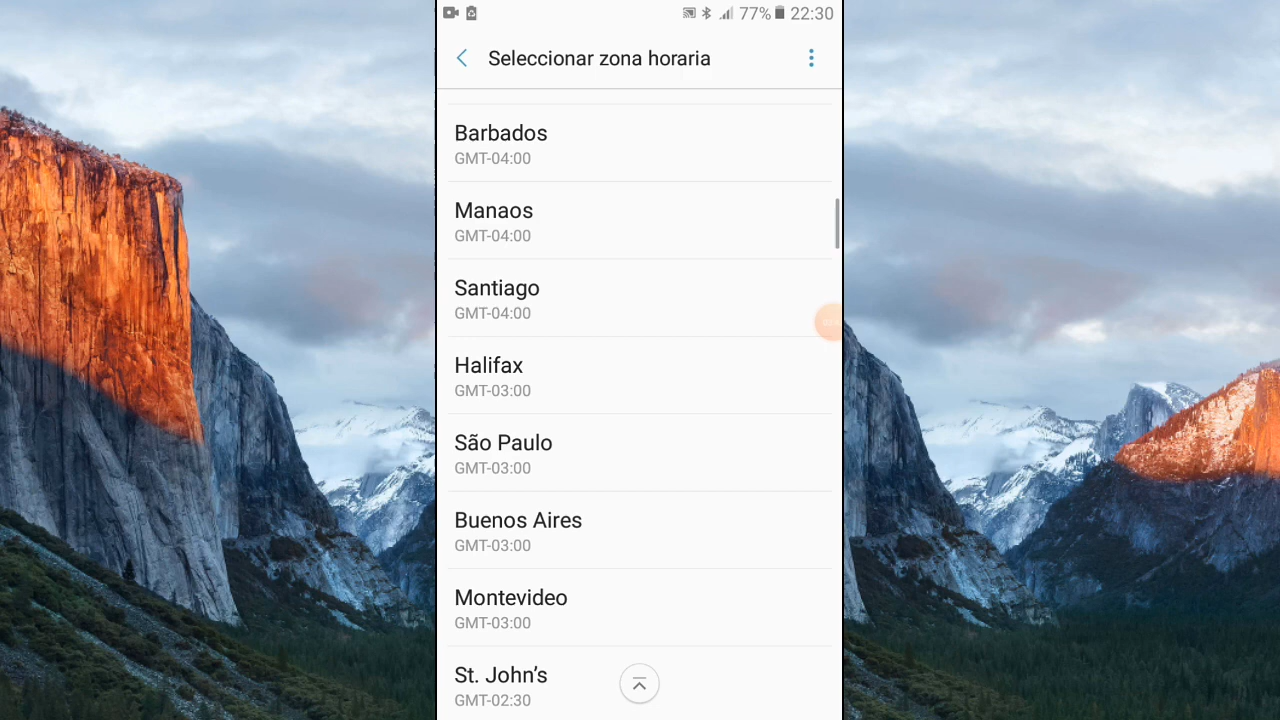 77% 22:30
Seleccionar zona horaria
Barbados
GMT-04:00
Manaos
GMT-04:00
Santiago
GMT-04:00
Halifax
GMT-03:00
São Paulo
GMT-03:00
Buenos Aires
GMT-03:00
Montevideo
GMT-03:00
St. John’s
GMT-02:30